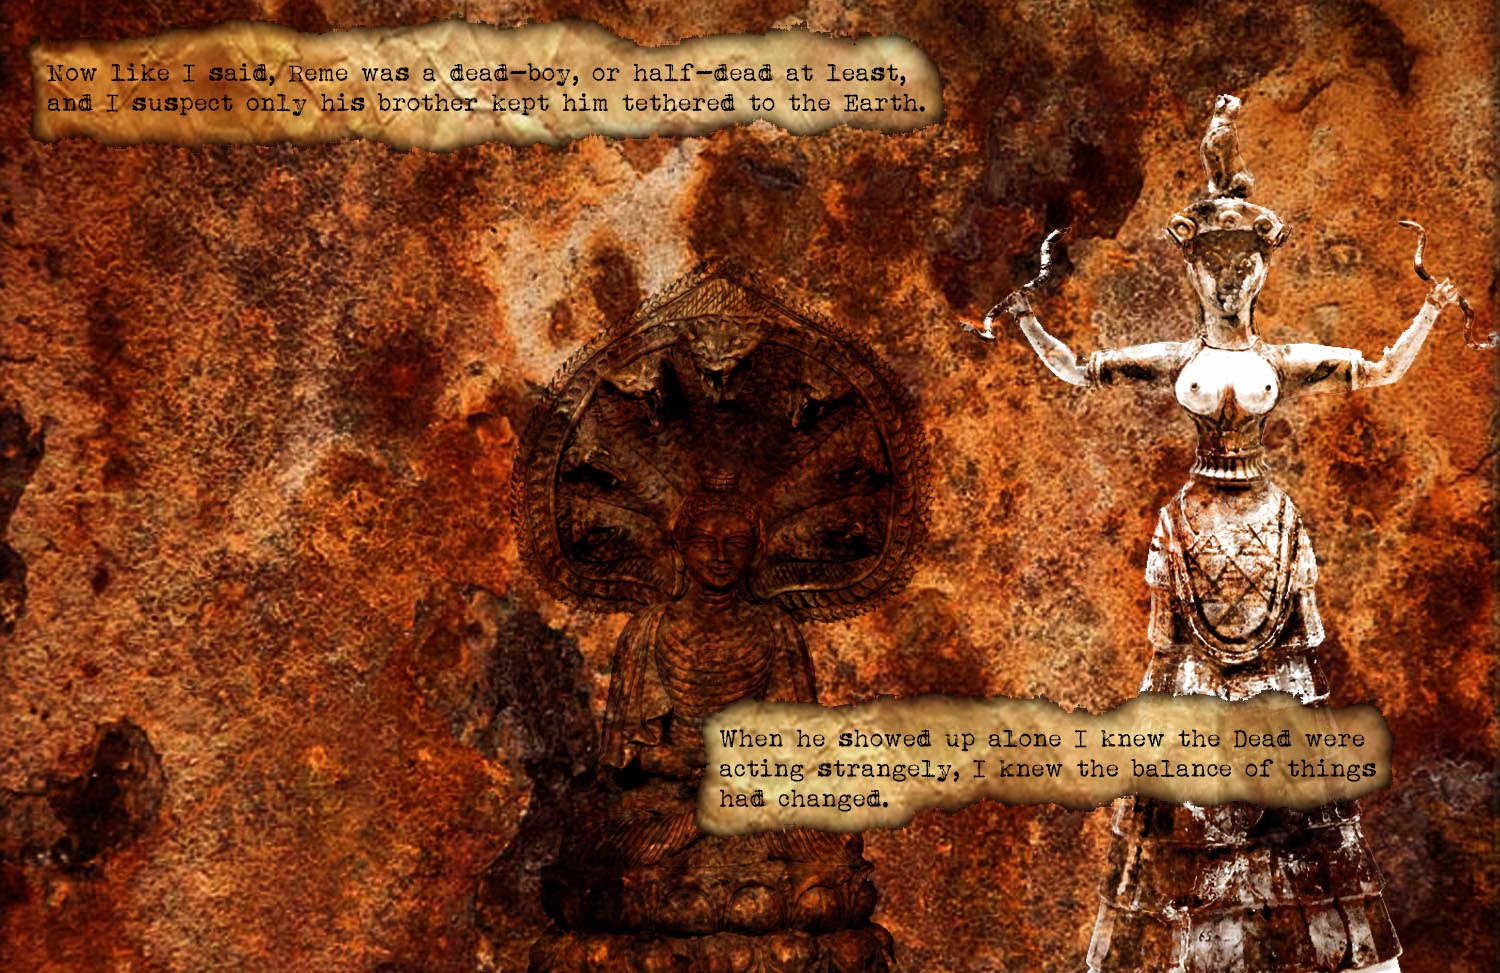 Now like I said, Reme was a dead-boy, or half-dead at least,
and I suspect only his brother kept him tethered to the Earth.
When he showed up alone I knew the Dead were
acting strangely, I knew the balance of things
had changed.